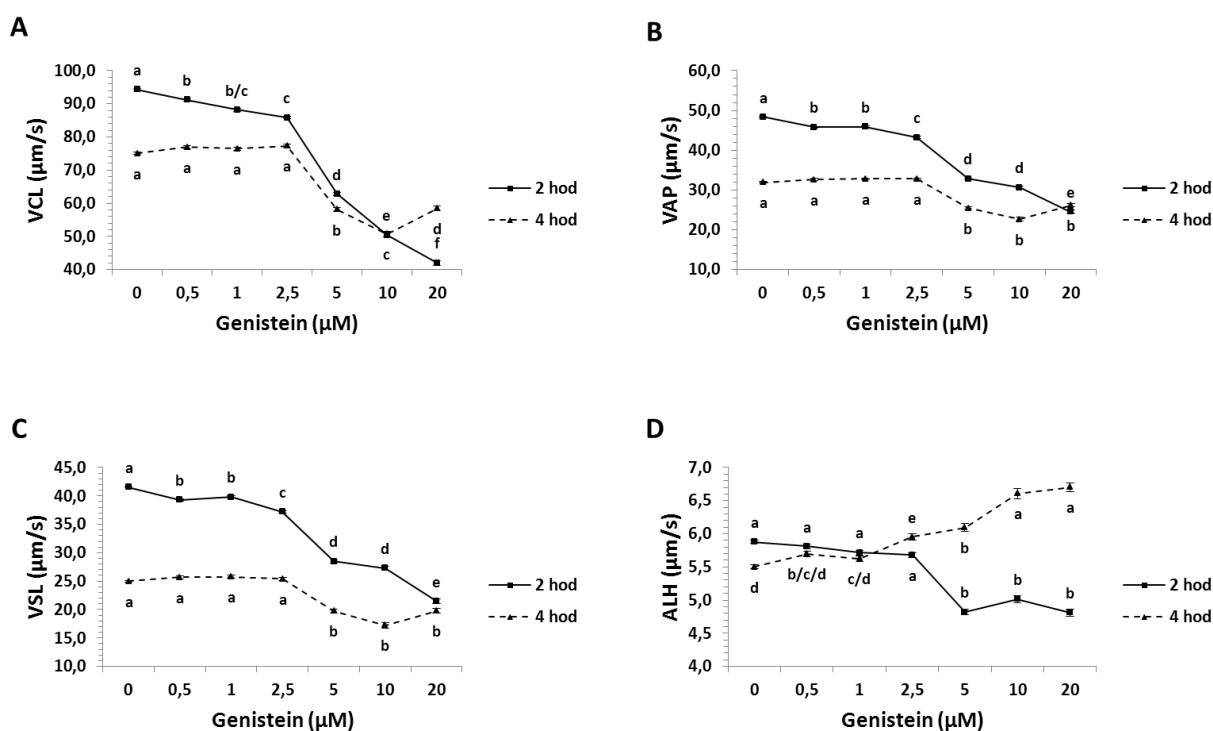 A
VCL (μm/s)
100,0
90,0
80,0
70,0
60,0
50,0
40,0
a
b
b/c
c
d
e
f
a
a
a
a
b
c
d
0
0,5
1
2,5
5
10
20
Genistein (μM)
2 hod
4 hod
B
VAP (μm/s)
60,0
50,0
40,0
30,0
20,0
10,0
a
b
b
c
d
d
e
a
a
a
a
b
b
b
0
0,5
1
2,5
5
10
20
Genistein (μM)
2 hod
4 hod
C
VSL (μm/s)
45,0
40,0
35,0
30,0
25,0
20,0
15,0
10,0
a
b
b
c
d
d
e
a
a
a
a
b
b
b
0
0,5
1
2,5
5
10
20
Genistein (μM)
2 hod
4 hod
D
ALH (μm/s)
7,0
6,5
6,0
5,5
5,0
4,5
4,0
a
a
a
a
b
b
b
d
b/c/d
c/d
e
b
a
a
0
0,5
1
2,5
5
10
20
Genistein (μM)
2 hod
4 hod